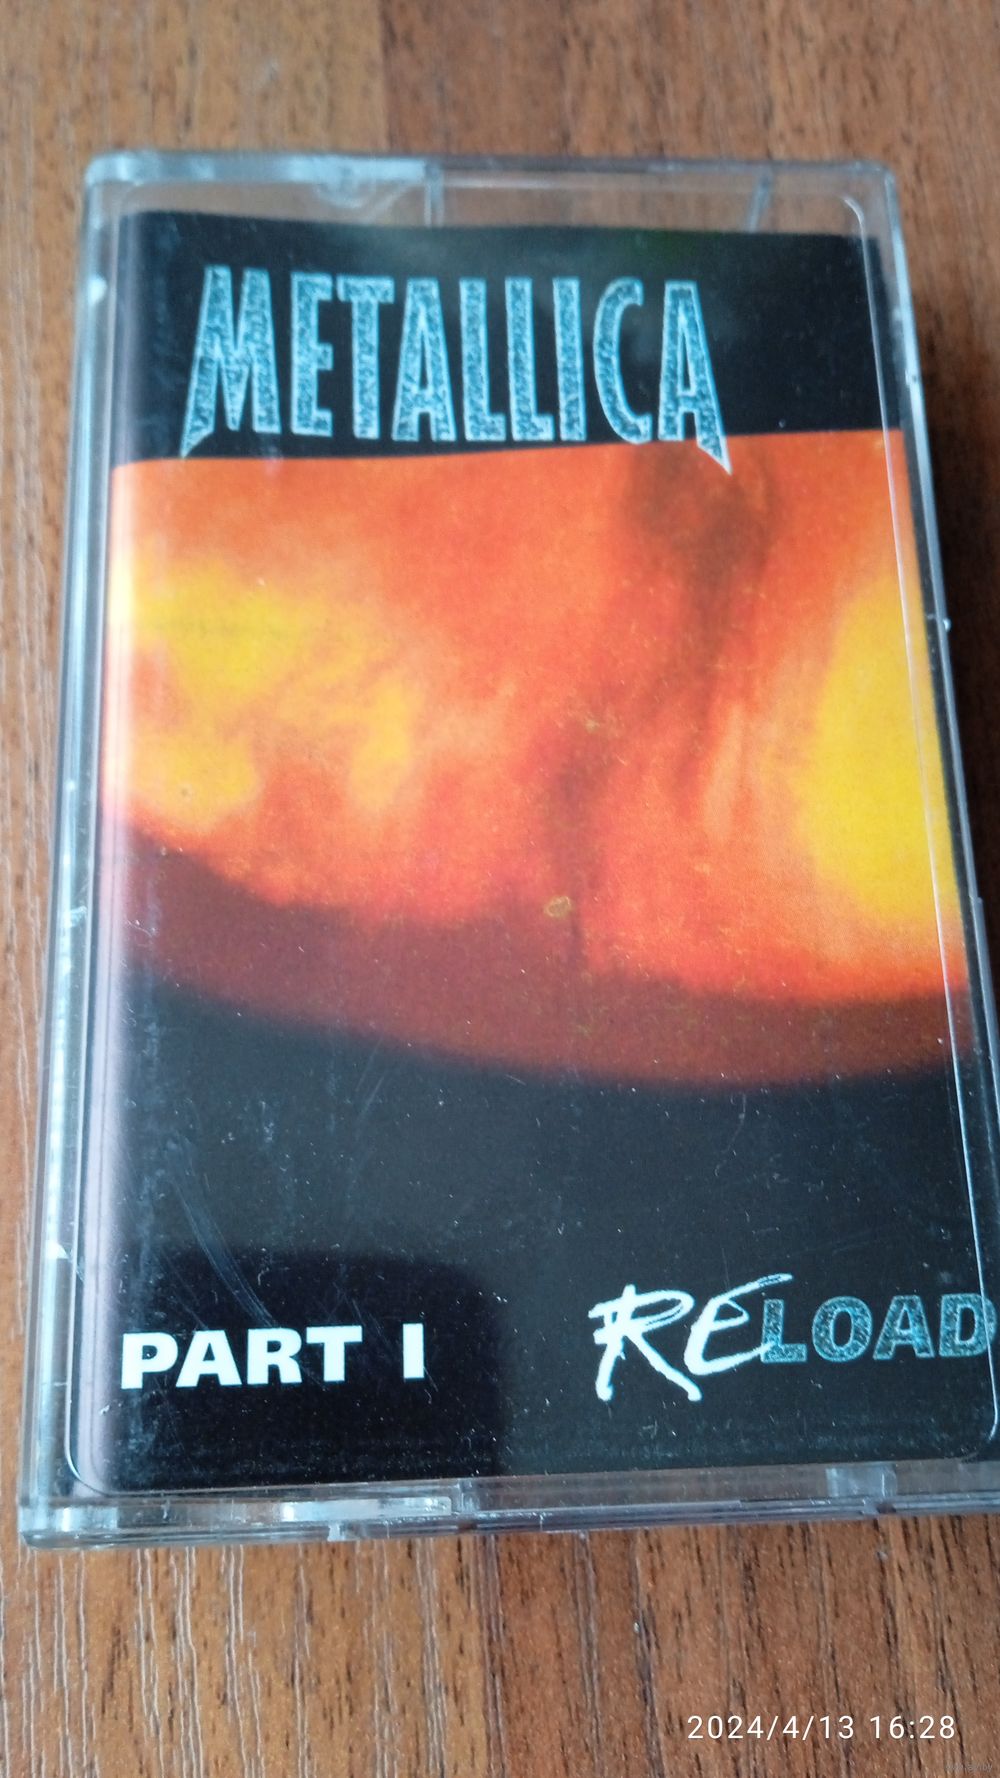 METALLICA
PART I
RELOAD
2024/4/13 16:28